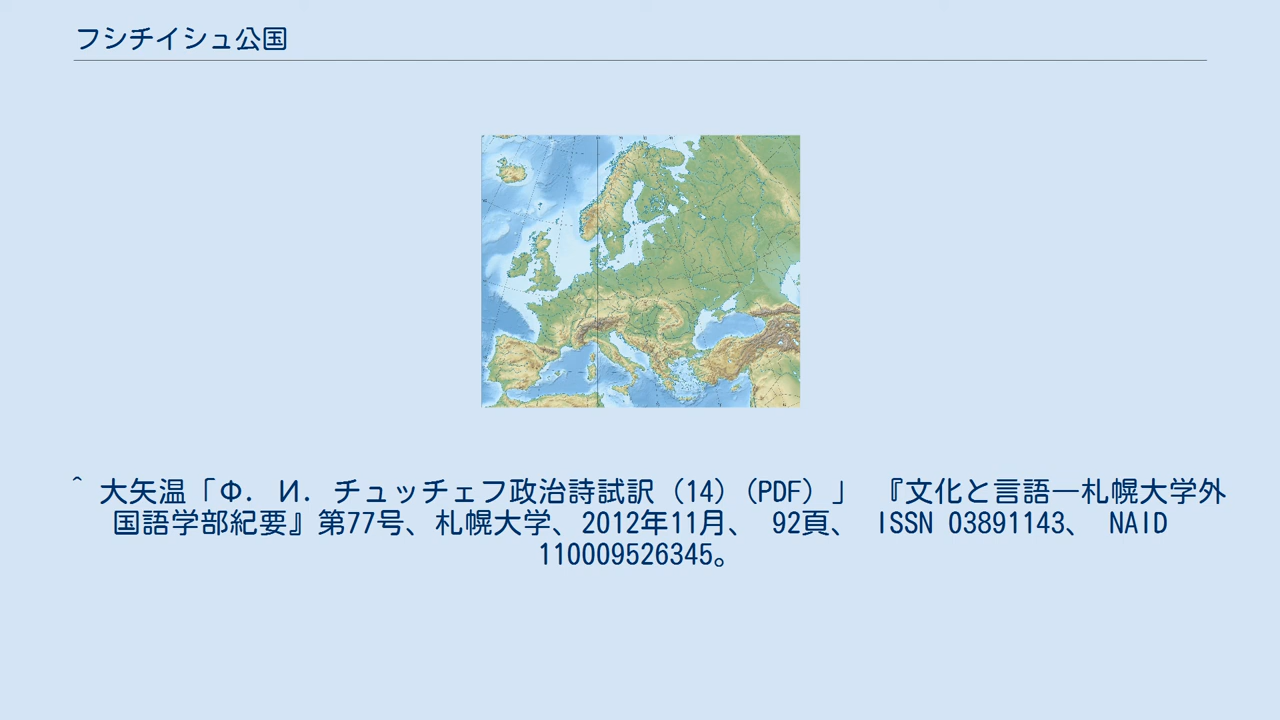 フシチイシュ公国
^ 大矢温「Ф. И. チュッチェフ政治詩試訳 (14) (PDF) 」 『文化と言語―札幌大学外
国語学部紀要』第77号、札幌大学、2012年11月、 92頁、 ISSN 03891143、 NAID
110009526345。